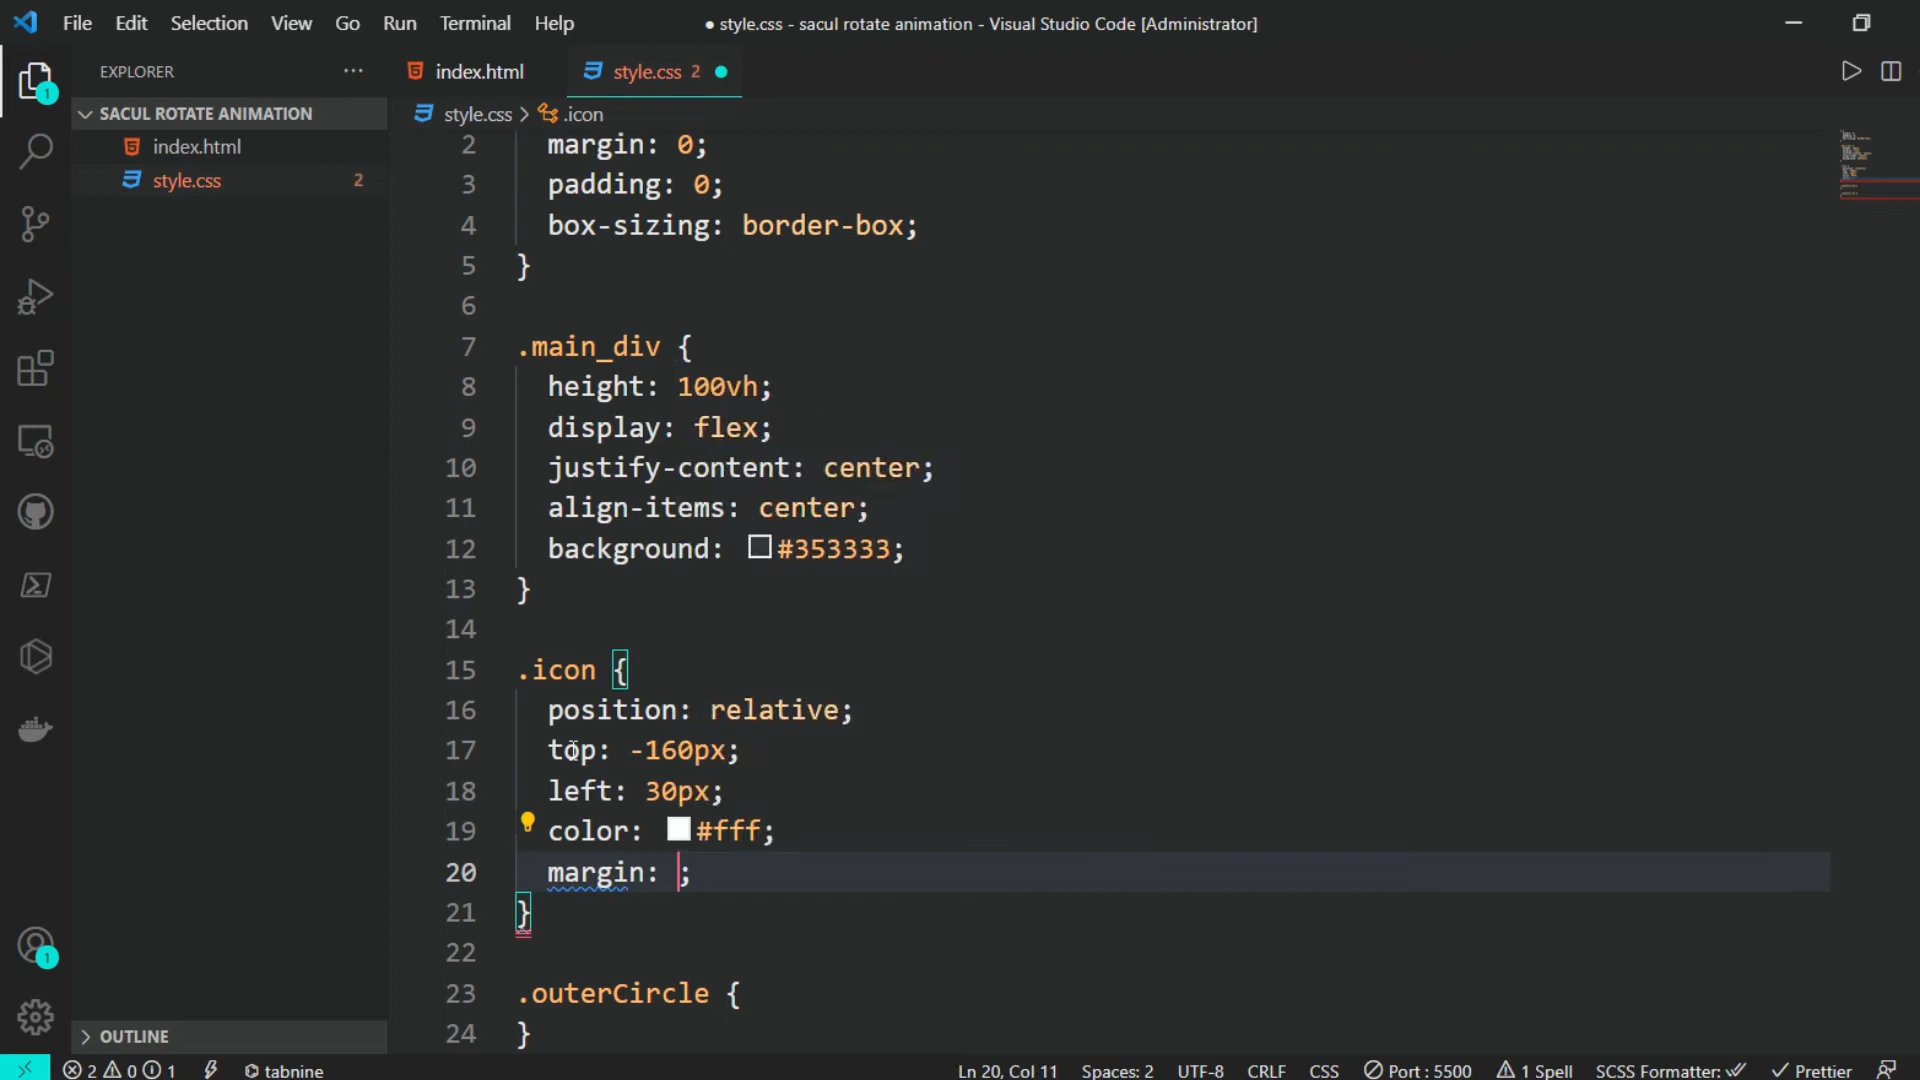 File Edit Selection View Go Run Terminal Help ● style.css - sacul rotate animation - Visual Studio Code [Administrator]
EXPLORER ···
index.html style.css 2
SACUL ROTATE ANIMATION
style.css > .icon
index.html
style.css 2
2 margin: 0;
3 padding: 0;
4 box-sizing: border-box;
5 }
6
7 .main_div {
8 height: 100vh;
9 display: flex;
10 justify-content: center;
11 align-items: center;
12 background: #353333;
13 }
14
15 .icon {
16 position: relative;
17 top: -160px;
18 left: 30px;
19 color: #fff;
20 margin: ;
21 }
22
23 .outerCircle {
24 }
1
1
OUTLINE
2 0 1 tabnine Ln 20, Col 11 Spaces: 2 UTF-8 CRLF CSS Port : 5500 1 Spell SCSS Formatter: Prettier